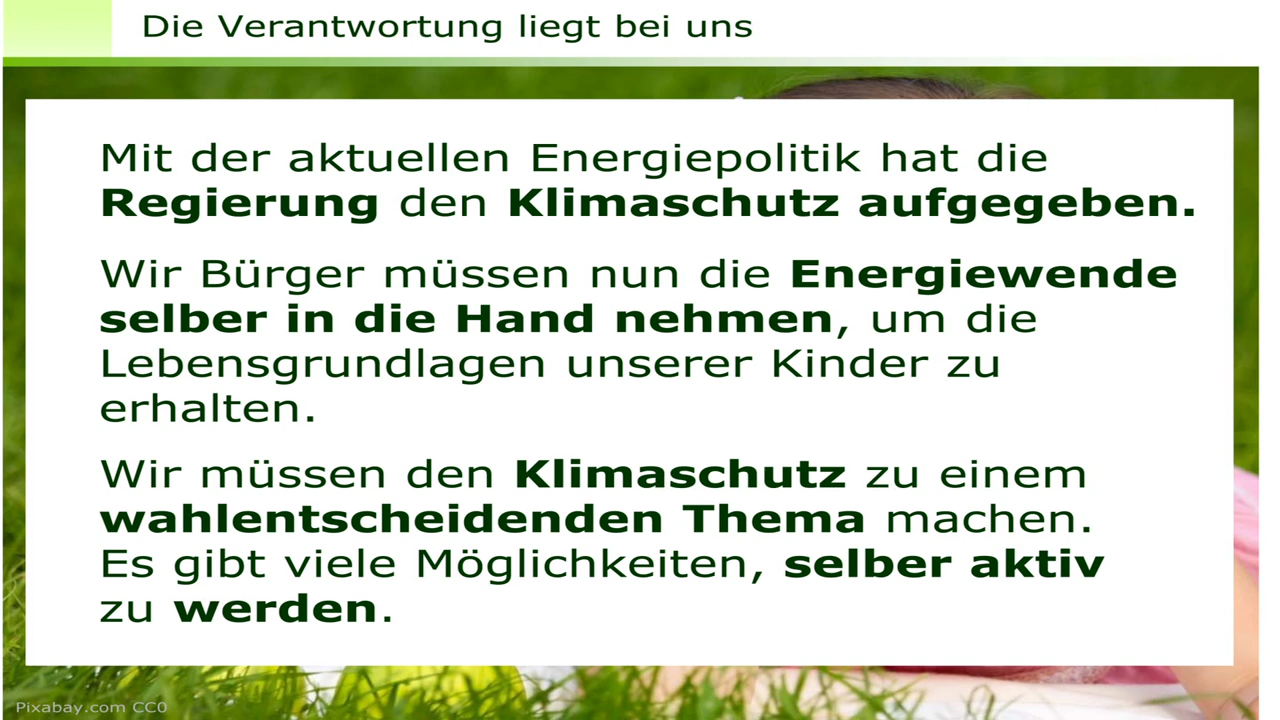 Die Verantwortung liegt bei uns
Mit der aktuellen Energiepolitik hat die
Regierung den Klimaschutz aufgegeben.
Wir Bürger müssen nun die Energiewende
selber in die Hand nehmen, um die
Lebensgrundlagen unserer Kinder zu
erhalten.
Wir müssen den Klimaschutz zu einem
wahlentscheidenden Thema machen.
Es gibt viele Möglichkeiten, selber aktiv
zu werden.
Pixabay.com CC0